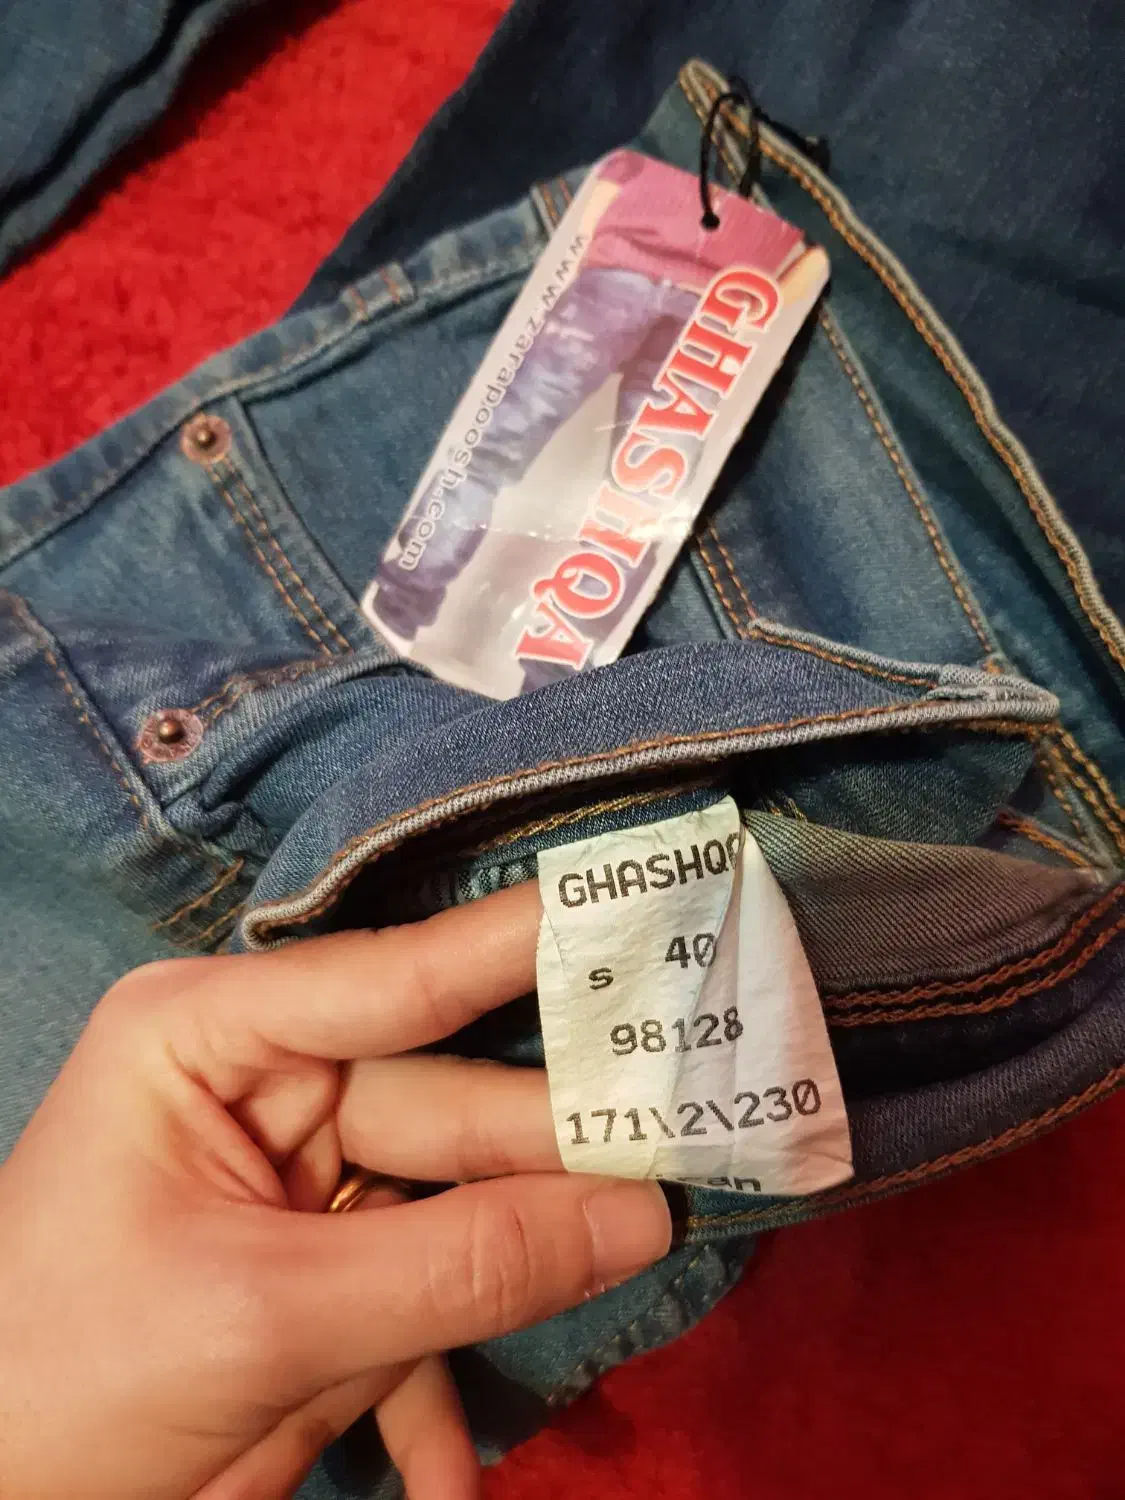 GHASHQA
www.zarapoosh.com
GHASHQA
s 40
98128
171\2\230